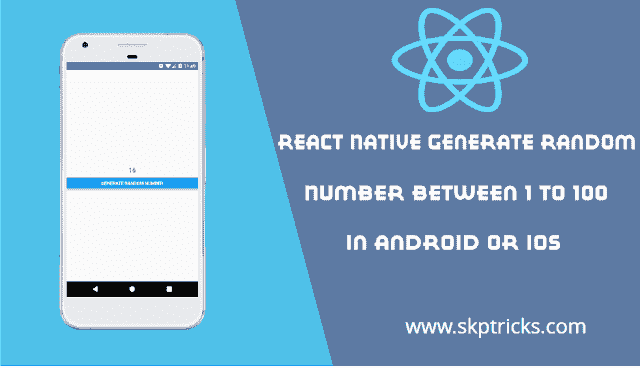 16
GENERATE RANDOM NUMBER
REACT NATIVE GENERATE RANDOM
NUMBER BETWEEN 1 TO 100
IN ANDROID OR IOS
www.skptricks.com